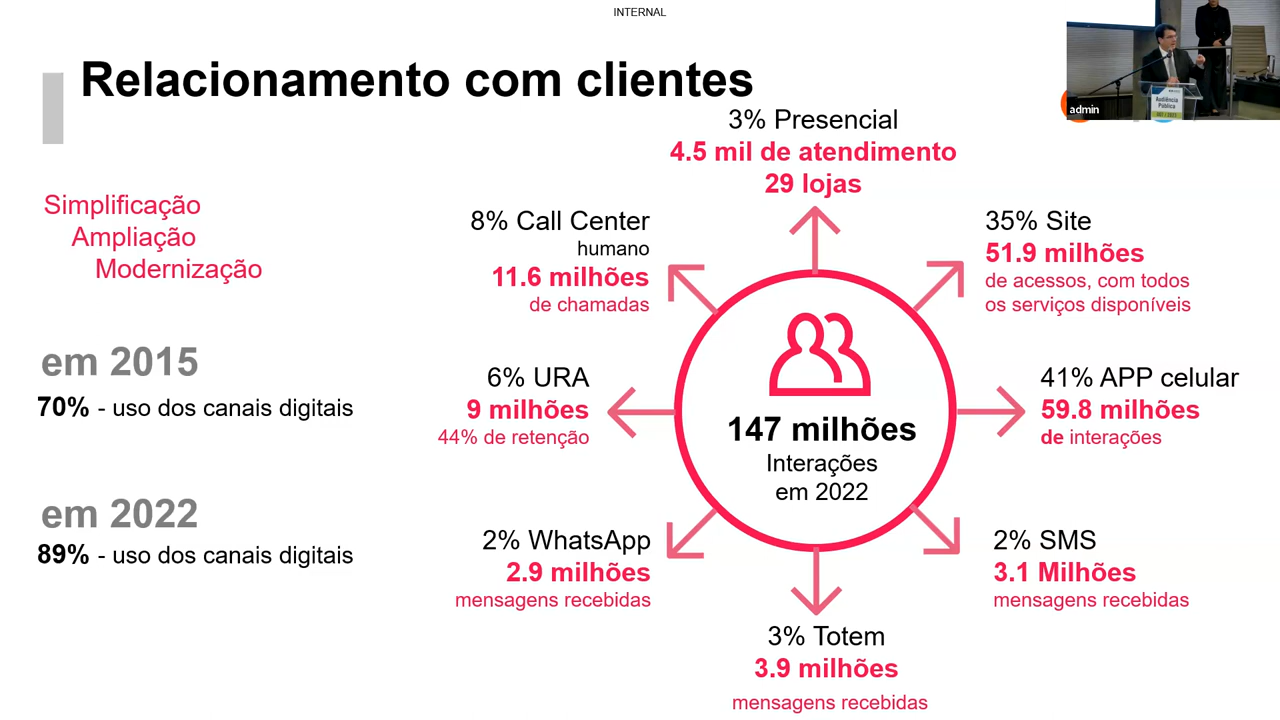 INTERNAL
Relacionamento com clientes
admin
Audiência
Pública
3% Presencial
4.5 mil de atendimento
29 lojas
Simplificação
Ampliação
Modernização
8% Call Center
humano
11.6 milhões
de chamadas
35% Site
51.9 milhões
de acessos, com todos
os serviços disponíveis
em 2015
70% - uso dos canais digitais
6% URA
9 milhões
44% de retenção
147 milhões
Interações
em 2022
41% APP celular
59.8 milhões
de interações
em 2022
89% - uso dos canais digitais
2% WhatsApp
2.9 milhões
mensagens recebidas
2% SMS
3.1 Milhões
mensagens recebidas
3% Totem
3.9 milhões
mensagens recebidas